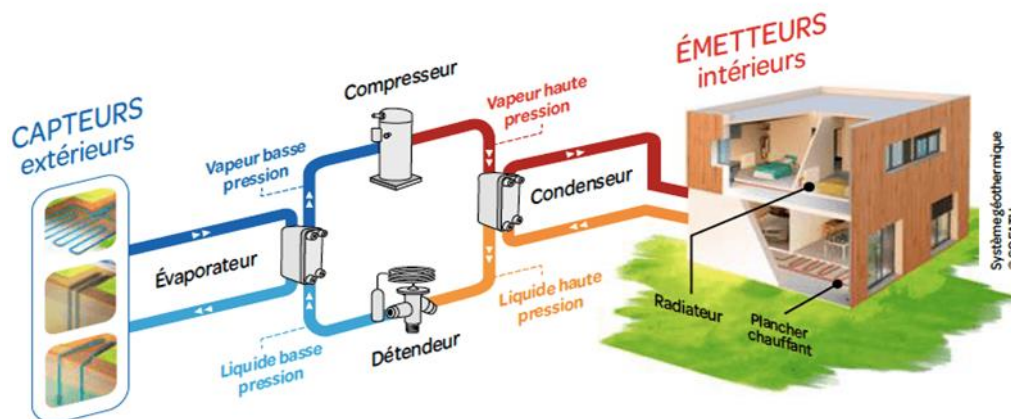 CAPTEURS
extérieurs
Compresseur
Vapeur basse
pression
Vapeur haute
pression
ÉMETTEURS
intérieurs
Évaporateur
Condenseur
Liquide basse
pression
Détendeur
Liquide haute
pression
Radiateur
Plancher
chauffant
Système géothermique